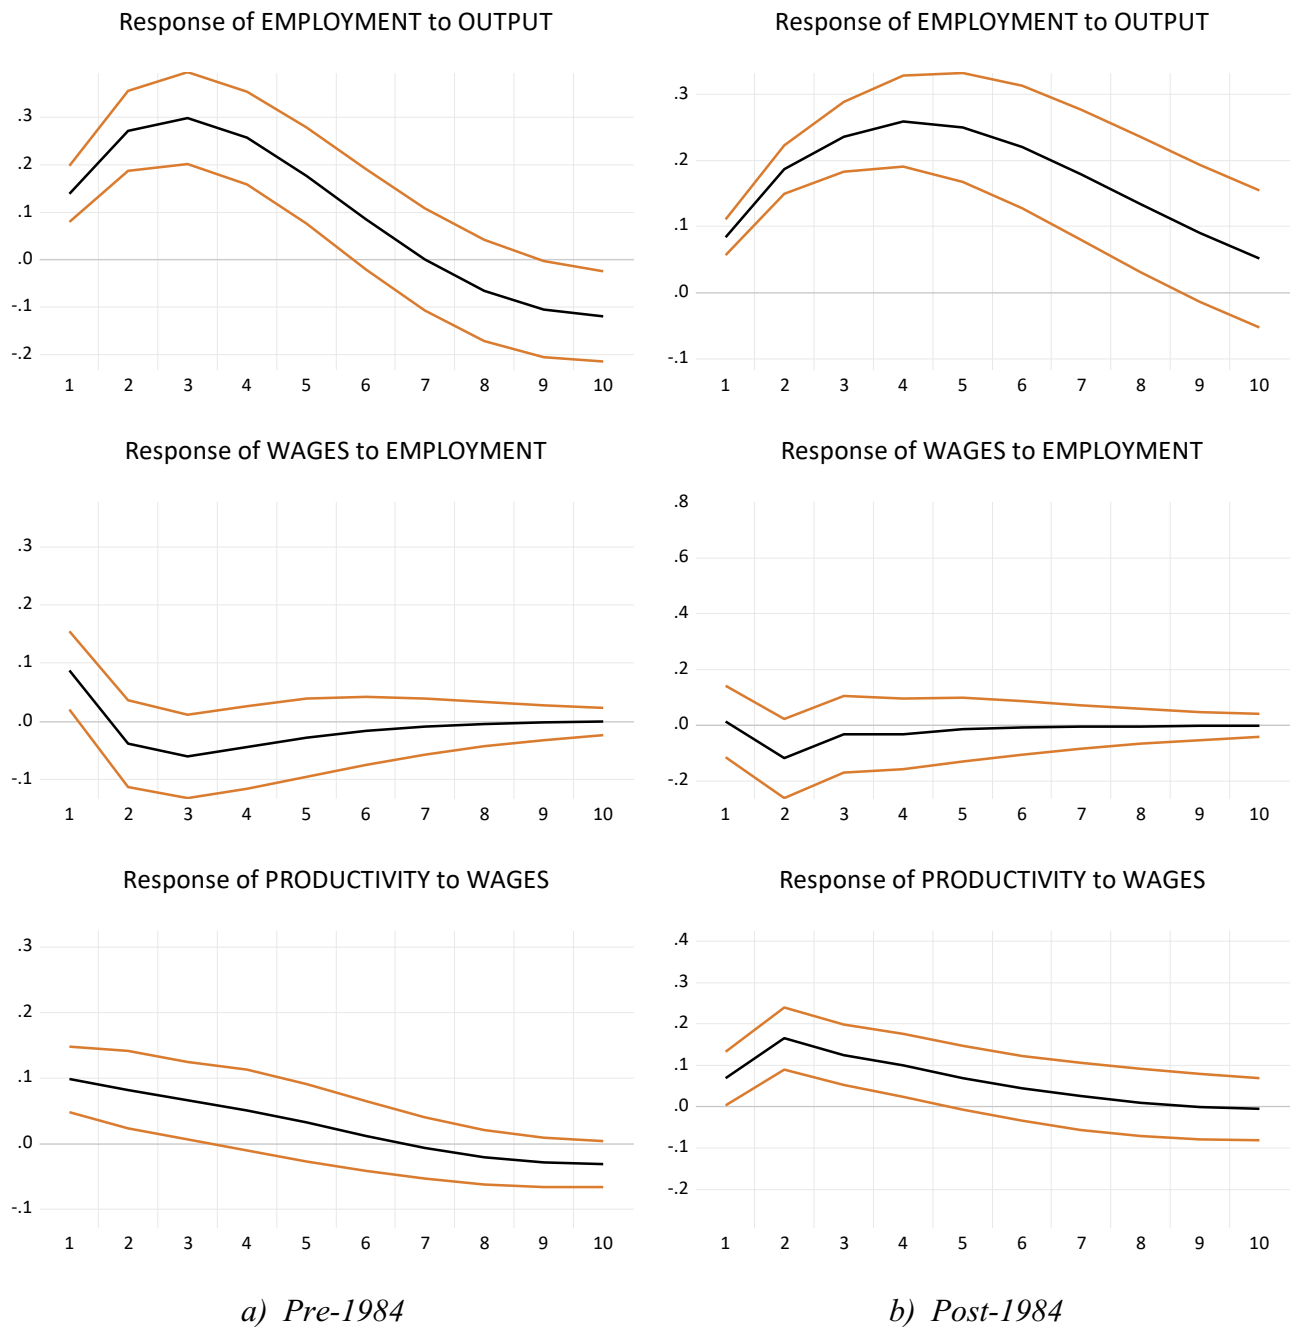 Response of EMPLOYMENT to OUTPUT
.3
.2
.1
.0
-.1
-.2
1 2 3 4 5 6 7 8 9 10
Response of EMPLOYMENT to OUTPUT
.3
.2
.1
.0
-.1
1 2 3 4 5 6 7 8 9 10
Response of WAGES to EMPLOYMENT
.3
.2
.1
.0
-.1
1 2 3 4 5 6 7 8 9 10
Response of WAGES to EMPLOYMENT
.8
.6
.4
.2
.0
-.2
1 2 3 4 5 6 7 8 9 10
Response of PRODUCTIVITY to WAGES
.3
.2
.1
.0
-.1
1 2 3 4 5 6 7 8 9 10
Response of PRODUCTIVITY to WAGES
.4
.3
.2
.1
.0
-.1
-.2
1 2 3 4 5 6 7 8 9 10
a) Pre-1984
b) Post-1984